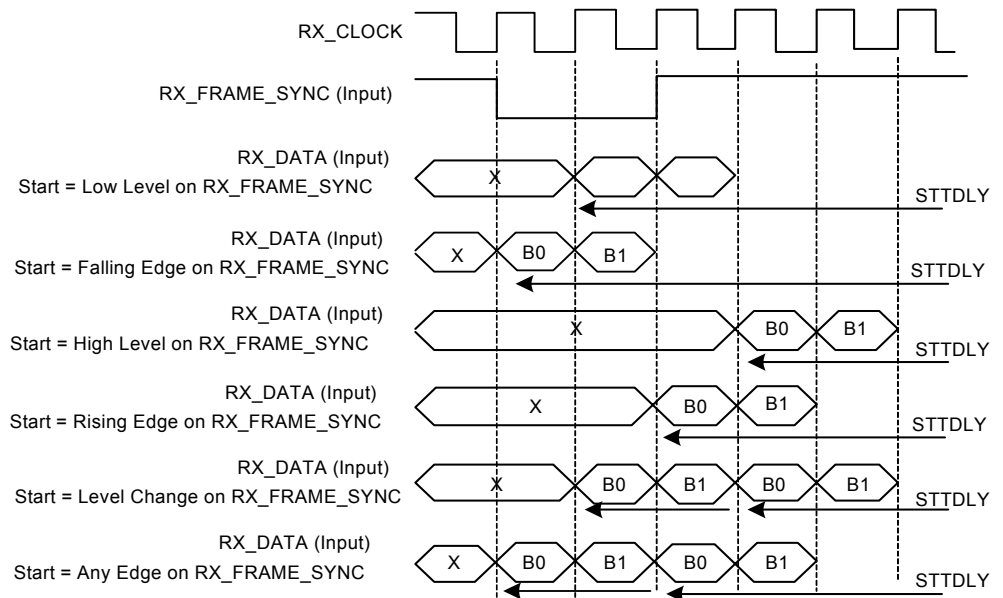 RX_CLOCK
RX_FRAME_SYNC (Input)
RX_DATA (Input)
Start = Low Level on RX_FRAME_SYNC
X
STTDLY
RX_DATA (Input)
Start = Falling Edge on RX_FRAME_SYNC
X B0 B1
STTDLY
RX_DATA (Input)
Start = High Level on RX_FRAME_SYNC
X B0 B1
STTDLY
RX_DATA (Input)
Start = Rising Edge on RX_FRAME_SYNC
X B0 B1
STTDLY
RX_DATA (Input)
Start = Level Change on RX_FRAME_SYNC
X B0 B1 B0 B1
STTDLY
RX_DATA (Input)
Start = Any Edge on RX_FRAME_SYNC
X B0 B1 B0 B1
STTDLY